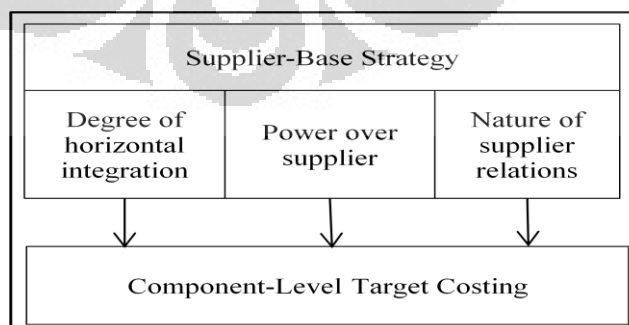 Supplier-Base Strategy
Degree of
horizontal
integration
Power over
supplier
Nature of
supplier
relations
Component-Level Target Costing